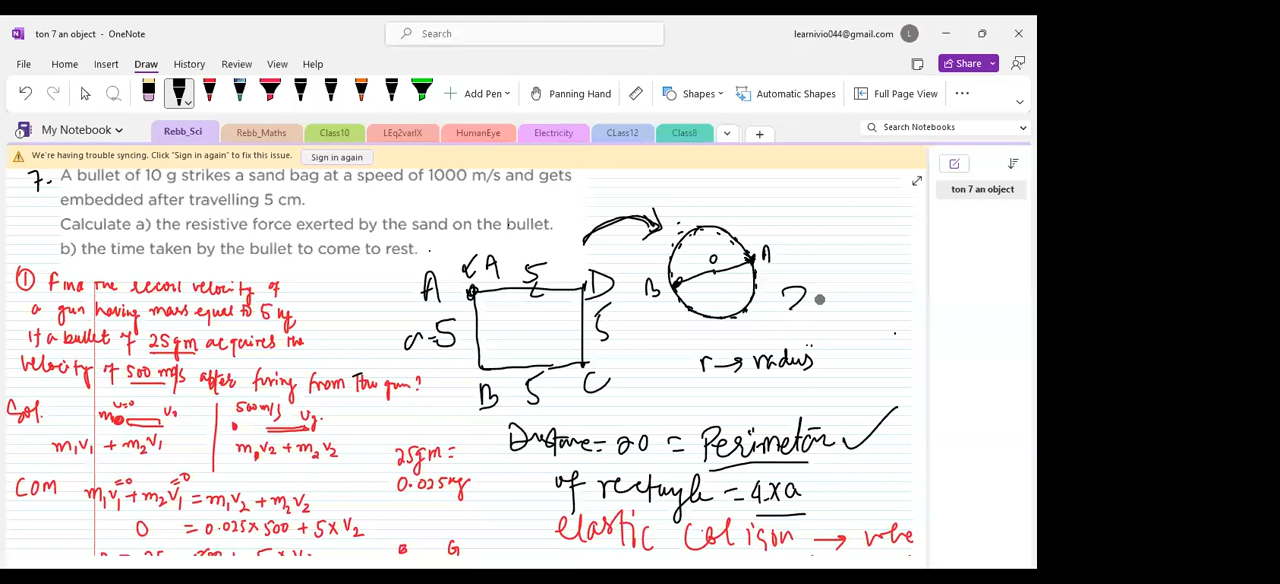 ton 7 an object - OneNote
Search
learnivio044@gmail.com
L
File Home Insert Draw History Review View Help
Share
Add Pen
Panning Hand
Shapes
Automatic Shapes
Full Page View
My Notebook
Rebb_Sci
Rebb_Maths
Class10
LEq2varIX
HumanEye
Electricity
CLass12
Class8
Search Notebooks
We're having trouble syncing. Click "Sign in again" to fix this issue.
Sign in again
ton 7 an object
7. A bullet of 10 g strikes a sand bag at a speed of 1000 m/s and gets
embedded after travelling 5 cm.
Calculate a) the resistive force exerted by the sand on the bullet.
b) the time taken by the bullet to come to rest.
① Find the recoil velocity of
a gun having mass equal to 5 kg
If a bullet of 25gm acquires the
velocity of 500 m/s after firing from the gun?
Sol.
u=0
500m/s
m₁v₁ + m₂v₁
m₁v₂ + m₂v₂
25gm =
0.025kg
COM
=0 =0
m₁v₁ + m₂v₁ = m₁v₂ + m₂v₂
0 = 0.025 x 500 + 5 x V₂
B G
A A 5 D
a=5 5
B 5 C
A
O
B
?
r → radius
Distance = 20 = Perimetar ✓
of rectangle = 4 x a
elastic Colison →